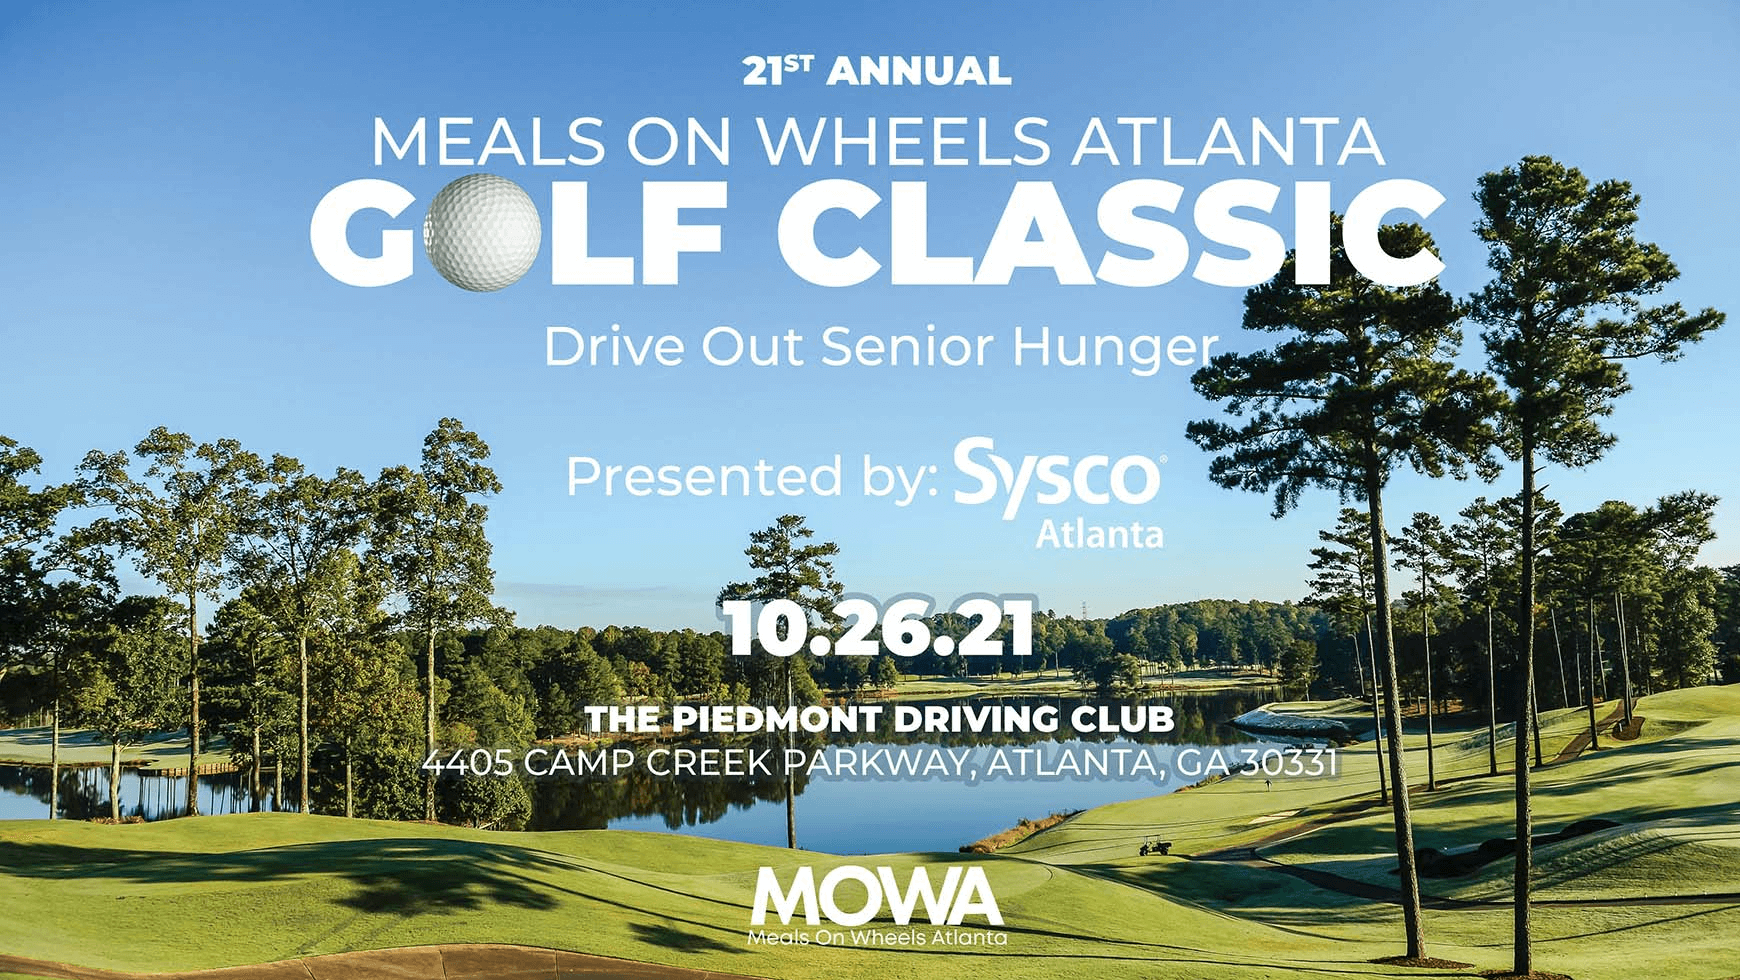 21ST ANNUAL
MEALS ON WHEELS ATLANTA
GOLF CLASSIC
Drive Out Senior Hunger
Presented by: Sysco®
Atlanta
10.26.21
THE PIEDMONT DRIVING CLUB
4405 CAMP CREEK PARKWAY, ATLANTA, GA 30331
MOWA
Meals On Wheels Atlanta